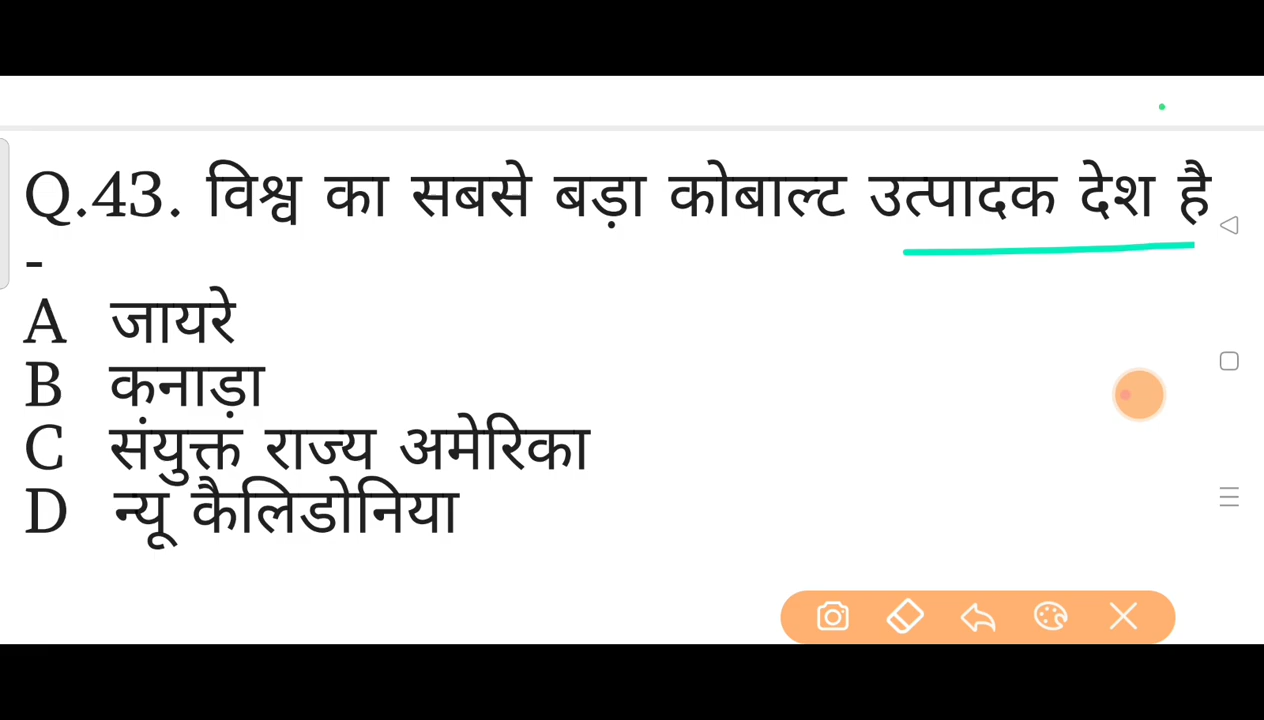 Q.43. विश्व का सबसे बड़ा कोबाल्ट उत्पादक देश है
-
A जायरे
B कनाड़ा
C संयुक्त राज्य अमेरिका
D न्यू कैलिडोनिया